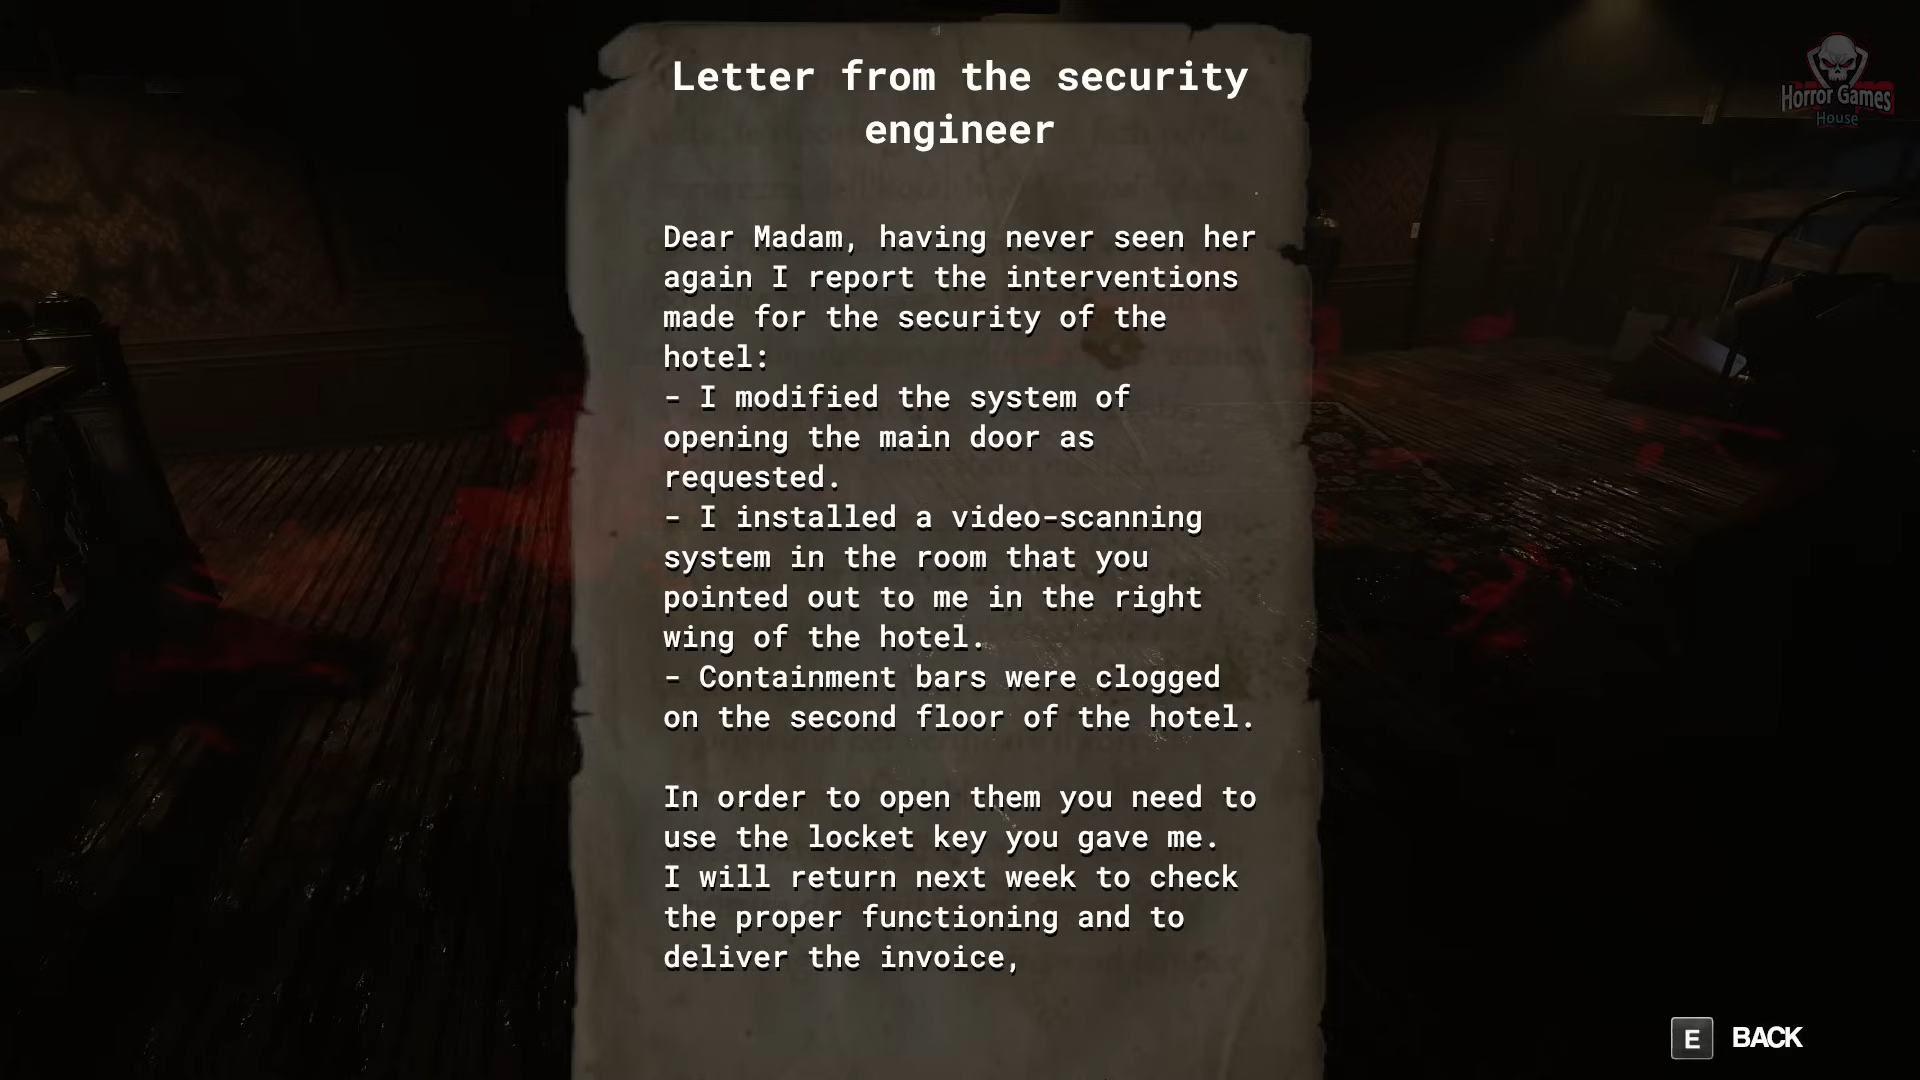 Letter from the security
engineer
Dear Madam, having never seen her
again I report the interventions
made for the security of the
hotel:
- I modified the system of
opening the main door as
requested.
- I installed a video-scanning
system in the room that you
pointed out to me in the right
wing of the hotel.
- Containment bars were clogged
on the second floor of the hotel.
In order to open them you need to
use the locket key you gave me.
I will return next week to check
the proper functioning and to
deliver the invoice,
Horror Games
House
E BACK